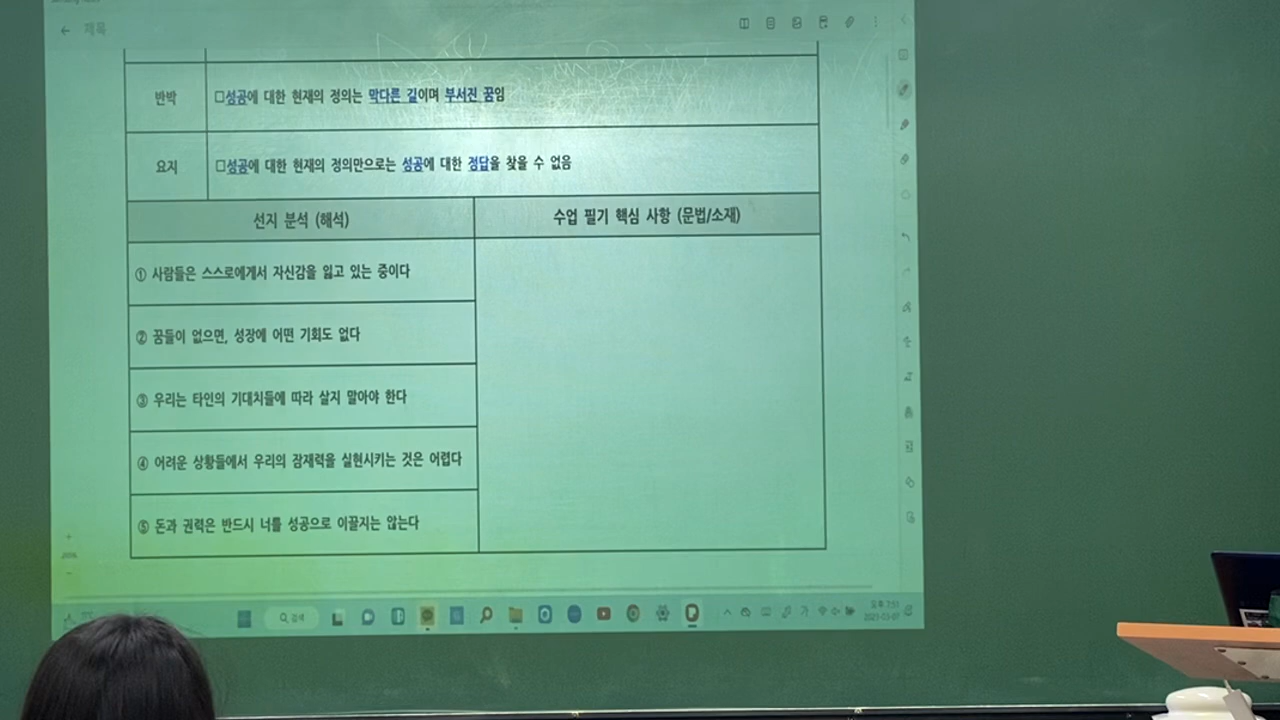 제목
반박
□성공에 대한 현재의 정의는 막다른 길이며 부서진 꿈임
요지
□성공에 대한 현재의 정의만으로는 성공에 대한 정답을 찾을 수 없음
선지 분석 (해석)
수업 필기 핵심 사항 (문법/소재)
① 사람들은 스스로에게서 자신감을 잃고 있는 중이다
② 꿈들이 없으면, 성장에 어떤 기회도 없다
③ 우리는 타인의 기대치들에 따라 살지 말아야 한다
④ 어려운 상황들에서 우리의 잠재력을 실현시키는 것은 어렵다
⑤ 돈과 권력은 반드시 너를 성공으로 이끌지는 않는다
검색
오후 7:51